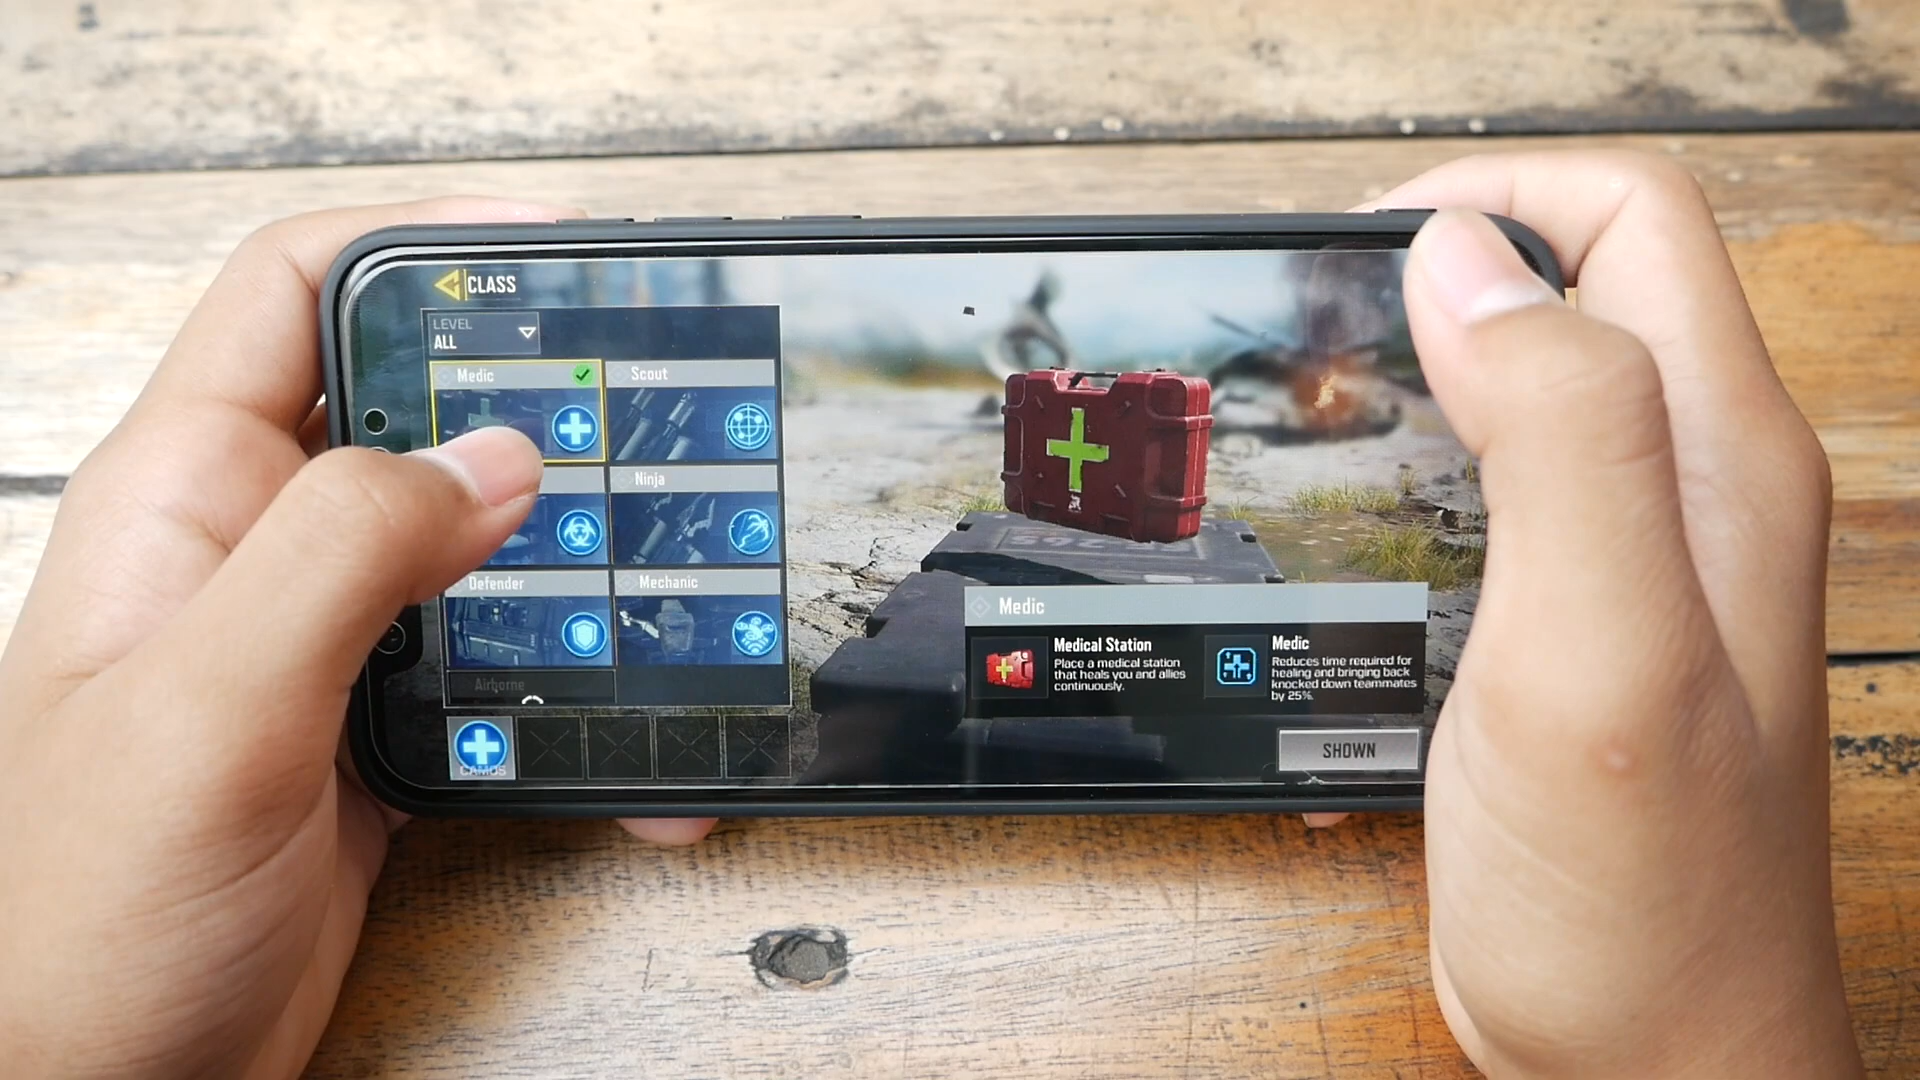 CLASS
LEVEL
ALL
Medic
Scout
Ninja
Defender
Mechanic
Airborne
CAMOS
Medic
Medical Station
Place a medical station
that heals you and allies
continuously.
Medic
Reduces time required for
healing and bringing back
knocked down teammates
by 25%.
SHOWN